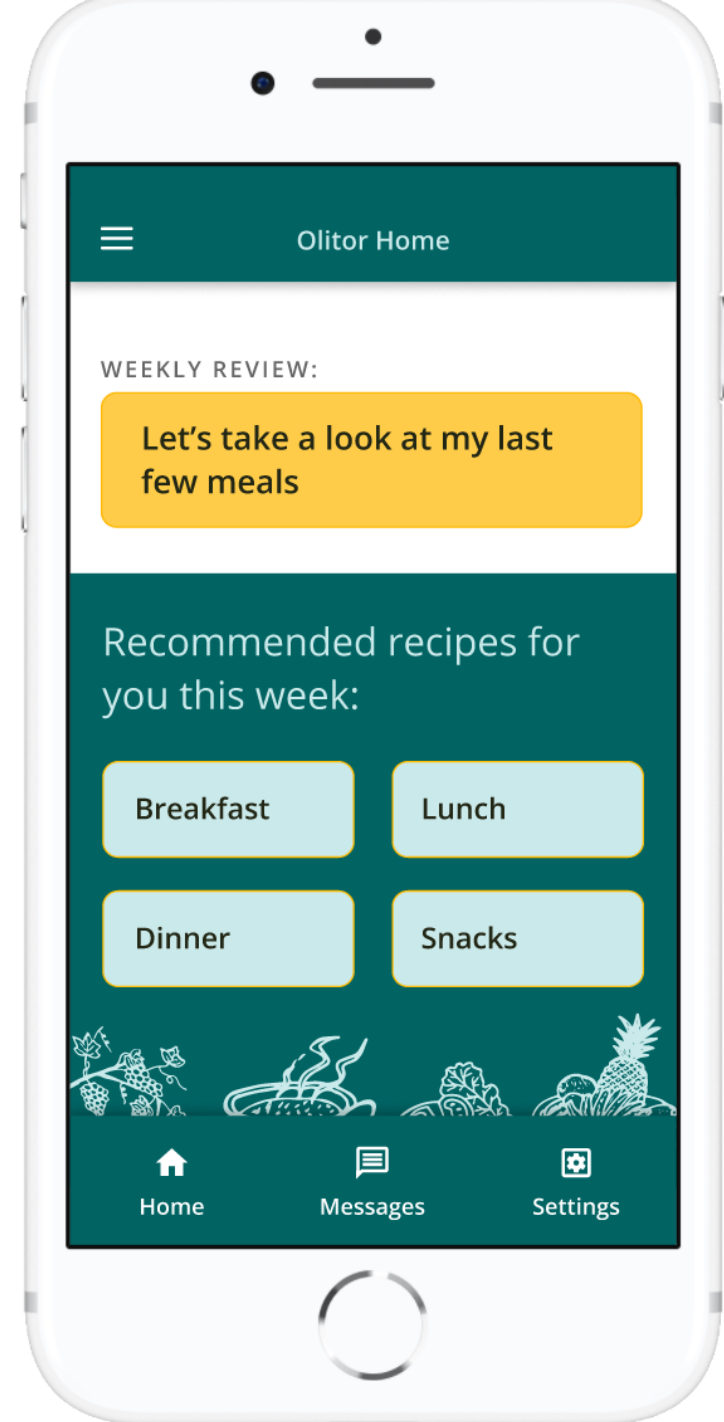 Olitor Home
WEEKLY REVIEW:
Let’s take a look at my last
few meals
Recommended recipes for
you this week:
Breakfast
Lunch
Dinner
Snacks
Home
Messages
Settings